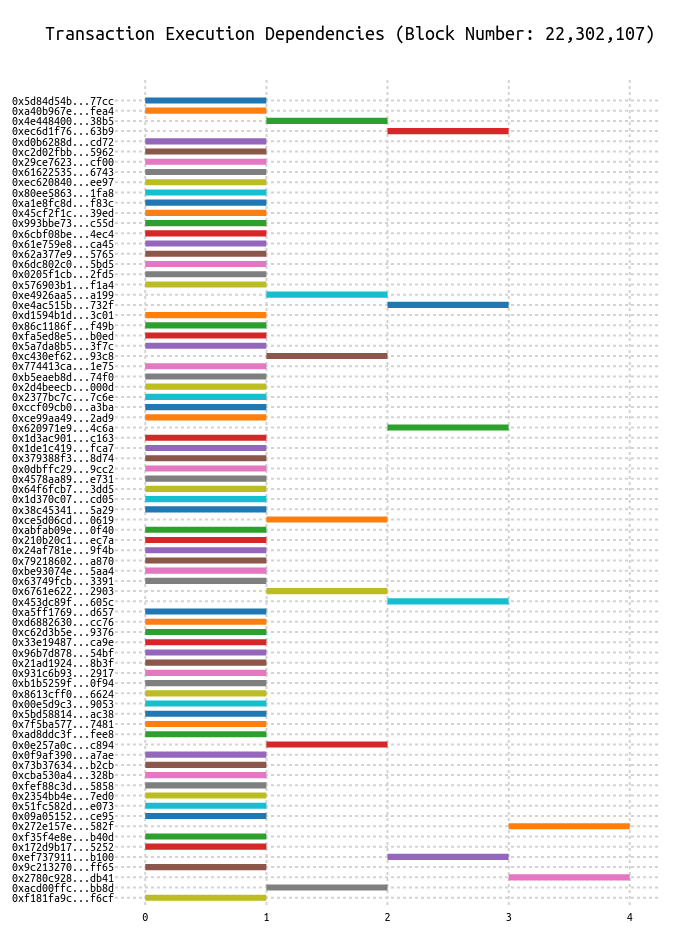 Transaction Execution Dependencies (Block Number: 22,302,107)
0x5d84d54b...77cc
0xa40b967e...fea4
0x4e448400...38b5
0xec6d1f76...63b9
0xd0b6288d...cd72
0xc2d02fbb...5962
0x29ce7623...cf00
0x61622535...6743
0xec620840...ee97
0x80ee5863...1fa8
0xa1e8fc8d...f83c
0x45cf2f1c...39ed
0x993bbe73...c55d
0x6cbf08be...4ec4
0x61e759e8...ca45
0x62a377e9...5765
0x6dc802c0...5bd5
0x0205f1cb...2fd5
0x576903b1...f1a4
0xe4926aa5...a199
0xe4ac515b...732f
0xd1594b1d...3c01
0x86c1186f...f49b
0xfa5ed8e5...b0ed
0x5a7da8b5...3f7c
0xc430ef62...93c8
0x774413ca...1e75
0xb5eaeb8d...74f0
0x2d4beecb...000d
0x2377bc7c...7c6e
0xccf09cb0...a3ba
0xce99aa49...2ad9
0x620971e9...4c6a
0x1d3ac901...c163
0x1de1c419...fca7
0x379388f3...8d74
0x0dbffc29...9cc2
0x4578aa89...e731
0x64f6fcb7...3dd5
0x1d370c07...cd05
0x38c45341...5a29
0xce5d06cd...0619
0xabfab09e...0f40
0x210b20c1...ec7a
0x24af781e...9f4b
0x79218602...a870
0xbe93074e...5aa4
0x63749fcb...3391
0x6761e622...2903
0x453dc89f...605c
0xa5ff1769...d657
0xd6882630...cc76
0xc62d3b5e...9376
0x33e19487...ca9e
0x96b7d878...54bf
0x21ad1924...8b3f
0x931c6b93...2917
0xb1b5259f...0f94
0x8613cff0...6624
0x00e5d9c3...9053
0x5bd58814...ac38
0x7f5ba577...7481
0xad8ddc3f...fee8
0x0e257a0c...c894
0x0f9af390...a7ae
0x73b37634...b2cb
0xcba530a4...328b
0xfef88c3d...5858
0x2354bb4e...7ed0
0x51fc582d...e073
0x09a05152...ce95
0x272e157e...582f
0xf35f4e8e...b40d
0x172d9b17...5252
0xef737911...b100
0x9c213270...ff65
0x2780c928...db41
0xacd00ffc...bb8d
0xf181fa9c...f6cf
0 1 2 3 4